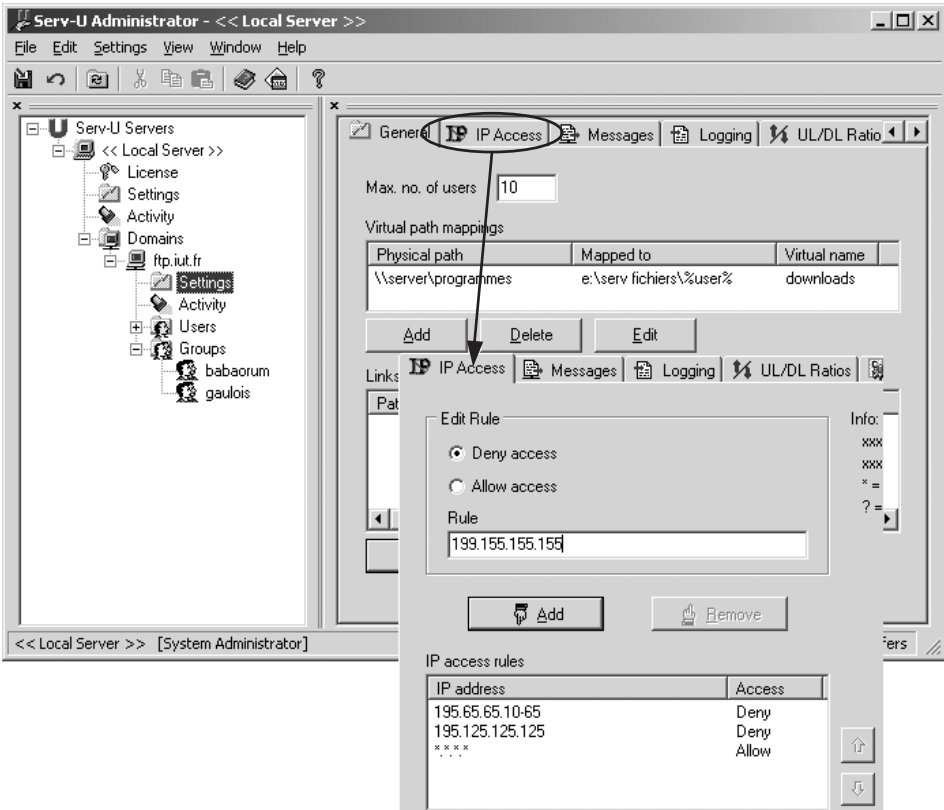 Serv-U Administrator - << Local Server >>
File Edit Settings View Window Help
Serv-U Servers
<< Local Server >>
License
Settings
Activity
Domains
ftp.iut.fr
Settings
Activity
Users
Groups
babaorum
gaulois
General IP Access Messages Logging UL/DL Ratio
Max. no. of users 10
Virtual path mappings
Physical path Mapped to Virtual name
\\server\programmes e:\serv fichiers\%user% downloads
Add Delete Edit
Links
Pat
IP Access Messages Logging UL/DL Ratios
Edit Rule
Deny access
Allow access
Rule
199.155.155.155
Info:
xxx
xxx
* =
? =
Add Remove
IP access rules
IP address Access
195.65.65.10-65 Deny
195.125.125.125 Deny
*.*.*.* Allow
<< Local Server >> [System Administrator]